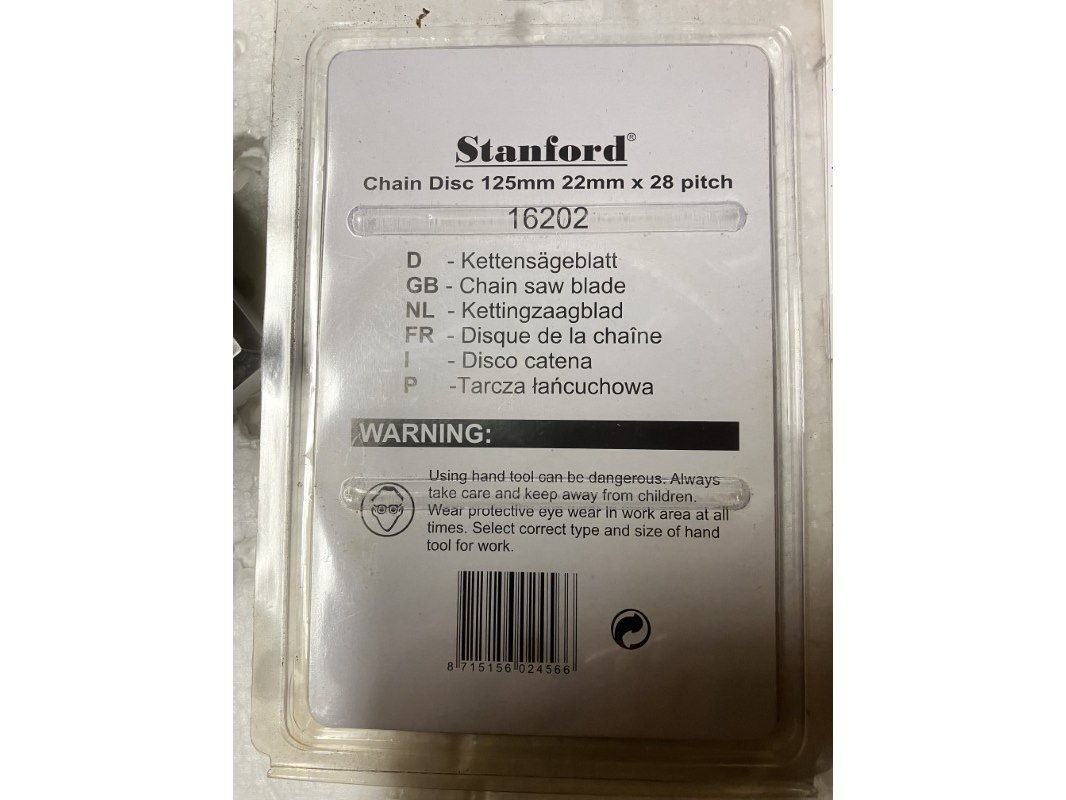 Stanford®
Chain Disc 125mm 22mm x 28 pitch
16202
D - Kettensägeblatt
GB - Chain saw blade
NL - Kettingzaagblad
FR - Disque de la chaîne
I - Disco catena
P -Tarcza łańcuchowa
WARNING:
Using hand tool can be dangerous. Always
take care and keep away from children.
Wear protective eye wear in work area at all
times. Select correct type and size of hand
tool for work.
8 715156 024566